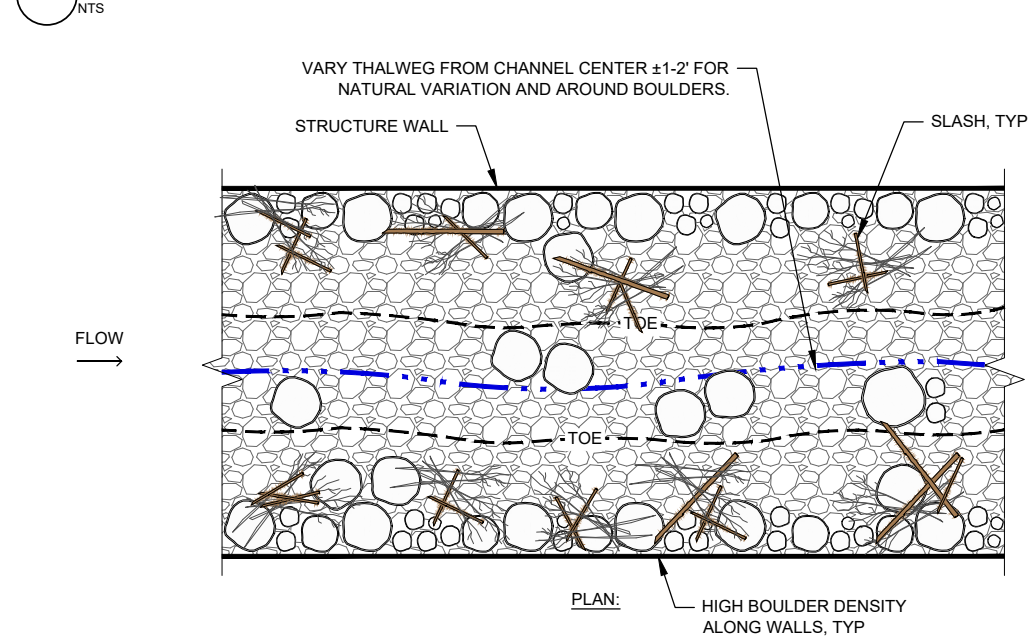 NTS
VARY THALWEG FROM CHANNEL CENTER ±1-2' FOR
NATURAL VARIATION AND AROUND BOULDERS.
STRUCTURE WALL
SLASH, TYP
TOE
FLOW
TOE
PLAN:
HIGH BOULDER DENSITY
ALONG WALLS, TYP